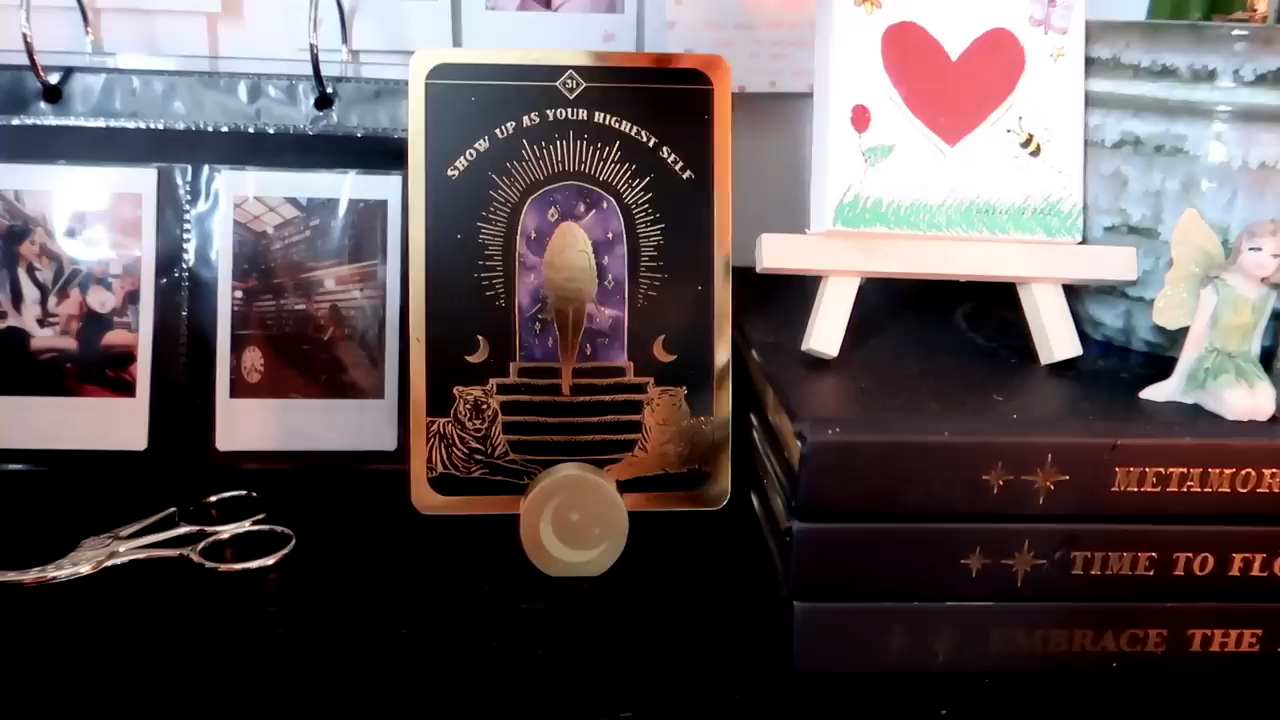 31
SHOW UP AS YOUR HIGHEST SELF
METAMOR
TIME TO FLO
EMBRACE THE